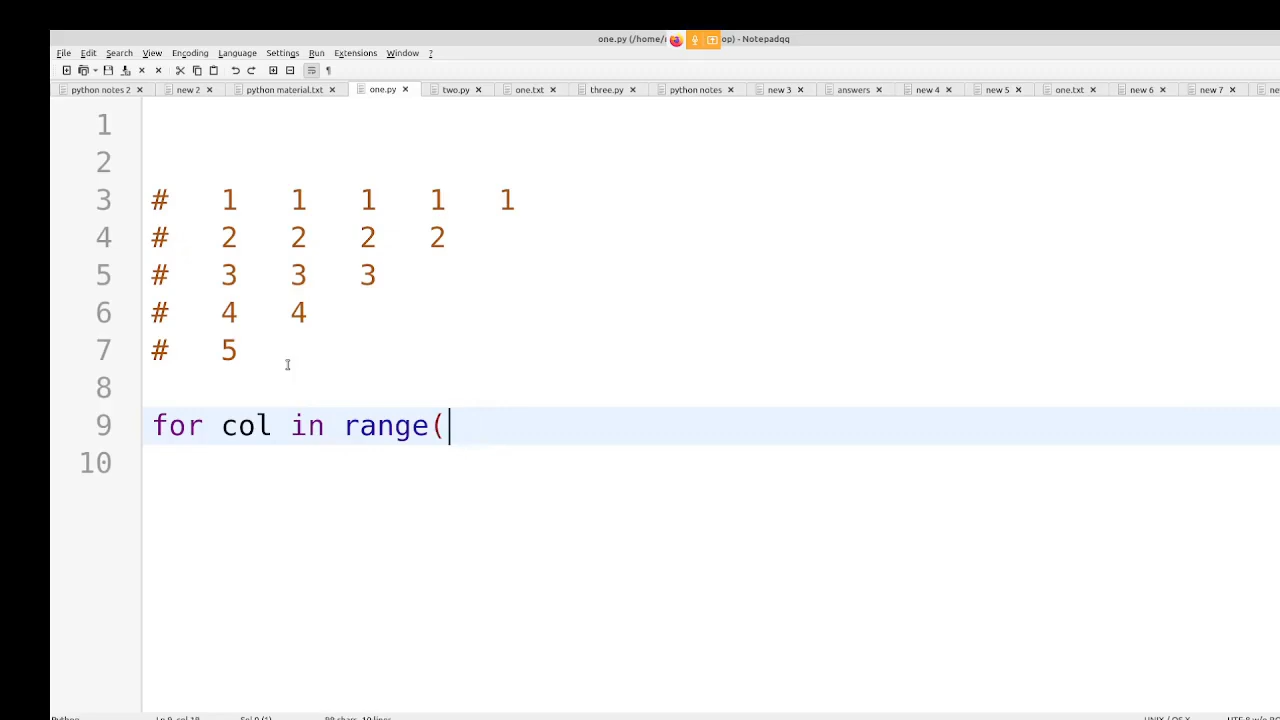 one.py (/home/ op) - Notepadqq
File Edit Search View Encoding Language Settings Run Extensions Window ?
python notes 2 new 2 python material.txt one.py two.py one.txt three.py python notes new 3 answers new 4 new 5 one.txt new 6 new 7
1
2
3 # 1 1 1 1 1
4 # 2 2 2 2
5 # 3 3 3
6 # 4 4
7 # 5
8
9 for col in range(
10